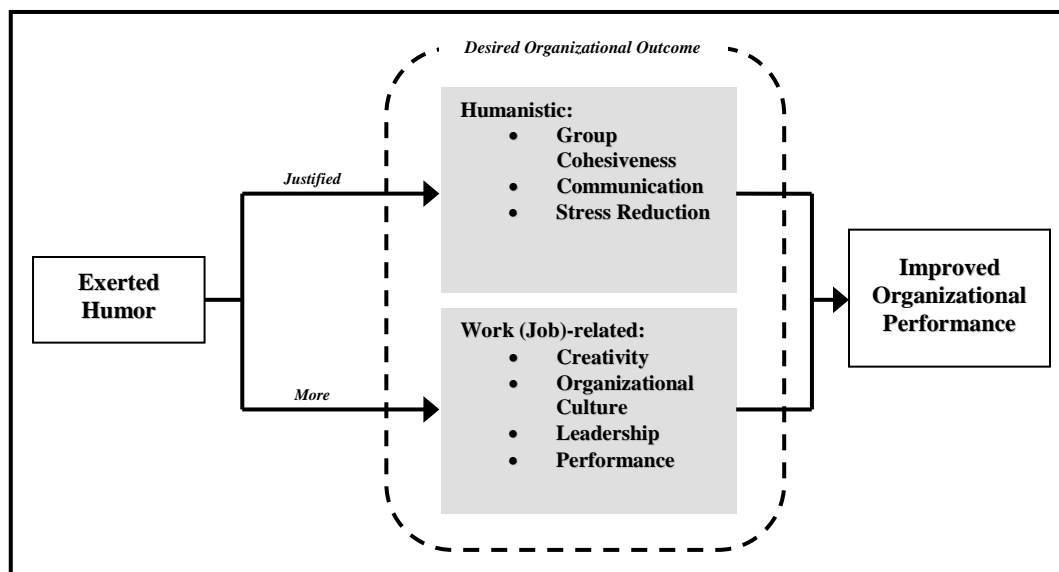 Desired Organizational Outcome
Humanistic:
• Group
Cohesiveness
• Communication
• Stress Reduction
Justified
Exerted
Humor
Improved
Organizational
Performance
Work (Job)-related:
• Creativity
• Organizational
Culture
• Leadership
• Performance
More